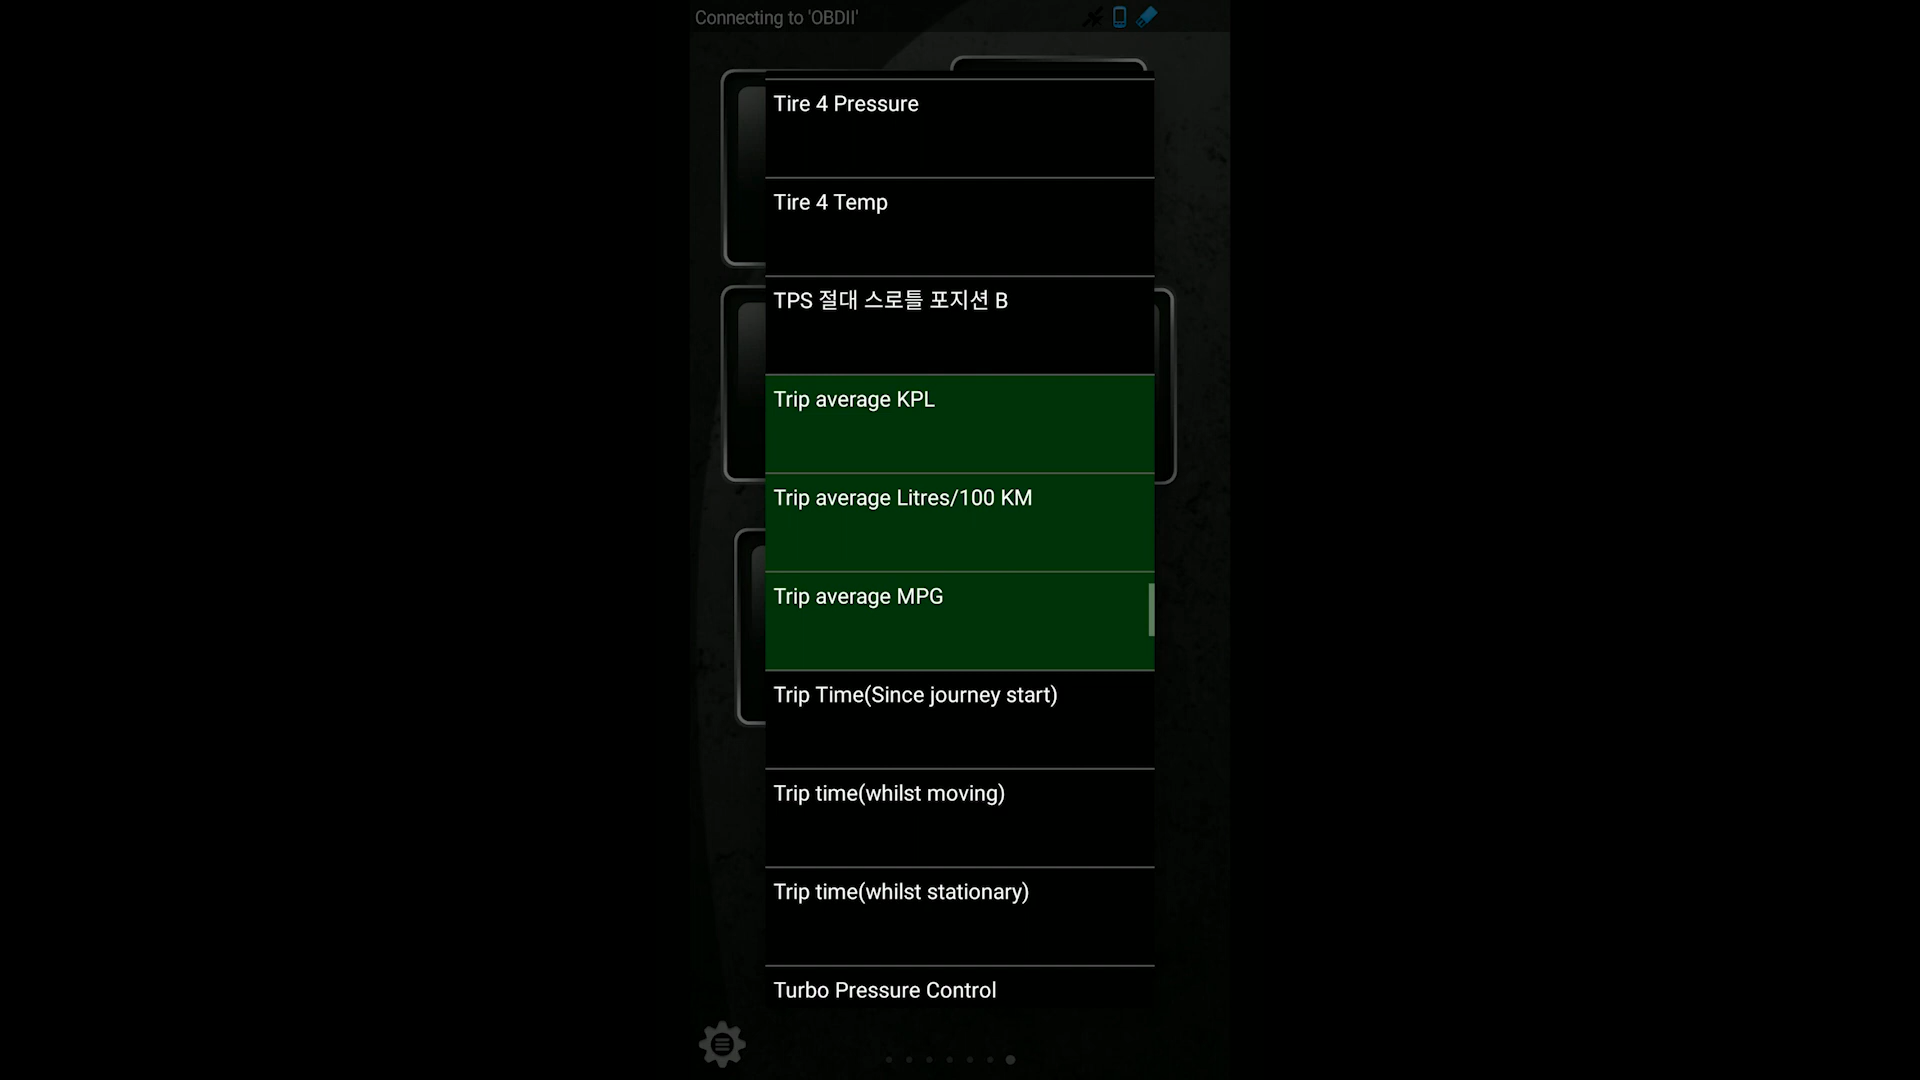 Connecting to 'OBDII'
Tire 4 Pressure
Tire 4 Temp
TPS 절대 스로틀 포지션 B
Trip average KPL
Trip average Litres/100 KM
Trip average MPG
Trip Time(Since journey start)
Trip time(whilst moving)
Trip time(whilst stationary)
Turbo Pressure Control